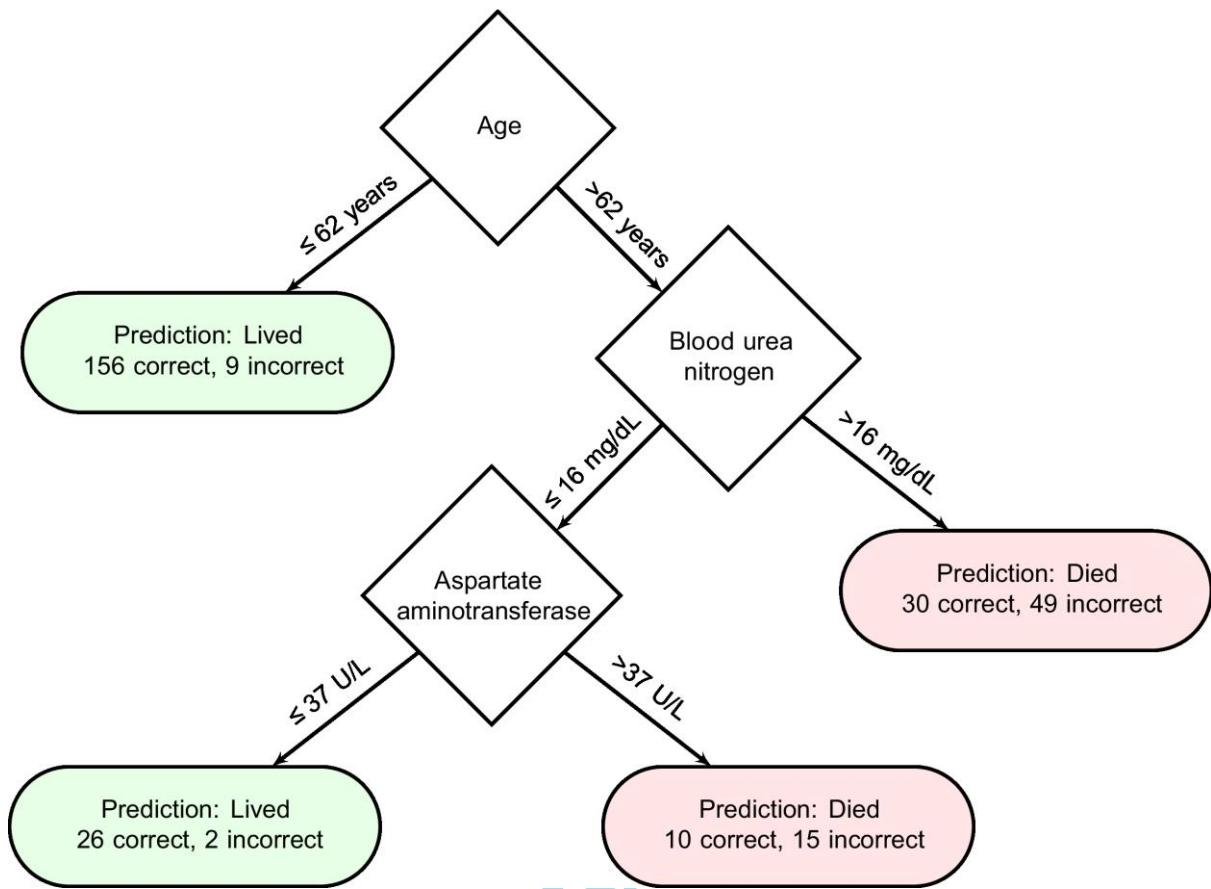 Age
≤ 62 years
>62 years
Prediction: Lived
156 correct, 9 incorrect
Blood urea
nitrogen
≤ 16 mg/dL
>16 mg/dL
Aspartate
aminotransferase
Prediction: Died
30 correct, 49 incorrect
≤ 37 U/L
>37 U/L
Prediction: Lived
26 correct, 2 incorrect
Prediction: Died
10 correct, 15 incorrect